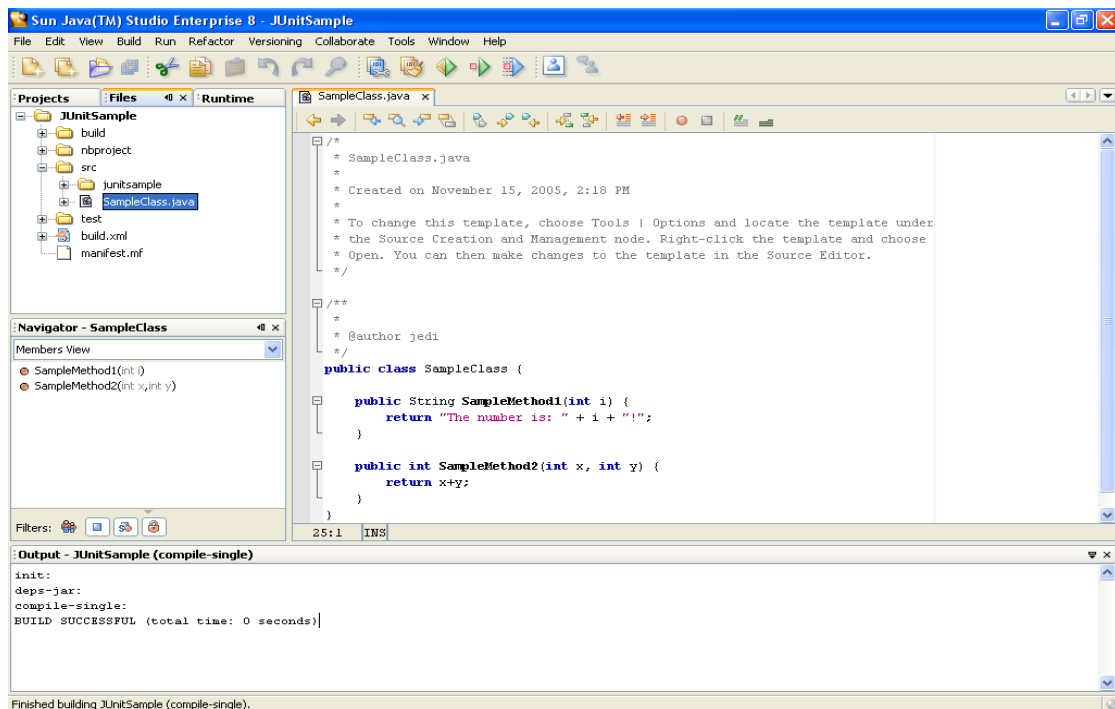 Sun Java(TM) Studio Enterprise 8 - JUnitSample
File Edit View Build Run Refactor Versioning Collaborate Tools Window Help
Projects Files Runtime
JUnitSample
build
nbproject
src
junitsample
SampleClass.java
test
build.xml
manifest.mf
Navigator - SampleClass
Members View
SampleMethod1(int i)
SampleMethod2(int x,int y)
Filters:
SampleClass.java
/*
* SampleClass.java
*
* Created on November 15, 2005, 2:18 PM
*
* To change this template, choose Tools | Options and locate the template under
* the Source Creation and Management node. Right-click the template and choose
* Open. You can then make changes to the template in the Source Editor.
*/
/**
*
* @author jedi
*/
public class SampleClass {
public String SampleMethod1(int i) {
return "The number is: " + i + "!";
}
public int SampleMethod2(int x, int y) {
return x+y;
}
}
25:1 INS
Output - JUnitSample (compile-single)
init:
deps-jar:
compile-single:
BUILD SUCCESSFUL (total time: 0 seconds)
Finished building JUnitSample (compile-single).